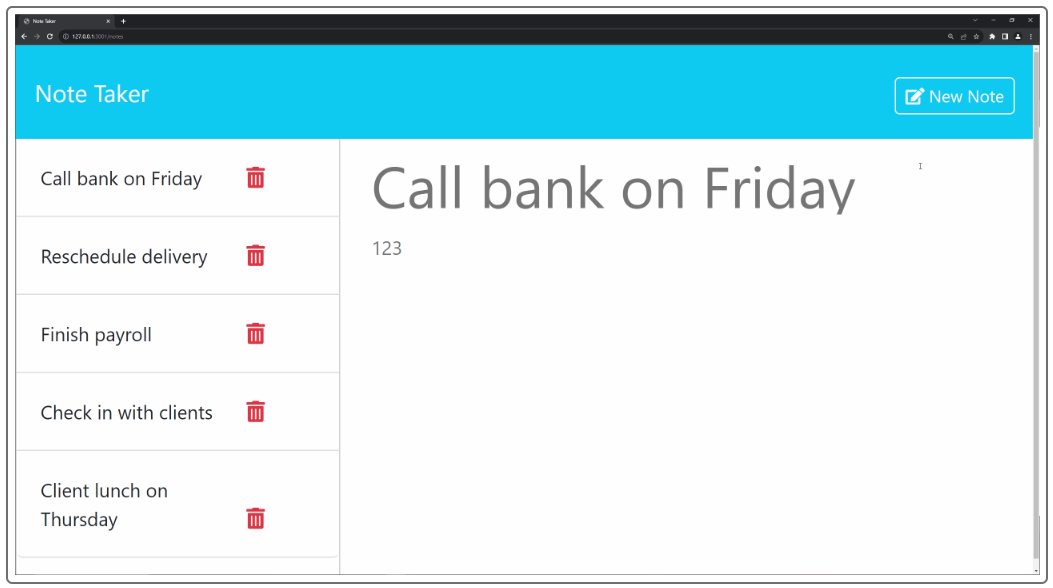 Note Taker
127.0.0.1:3001/notes
Note Taker
New Note
Call bank on Friday
Reschedule delivery
Finish payroll
Check in with clients
Client lunch on
Thursday
Call bank on Friday
123